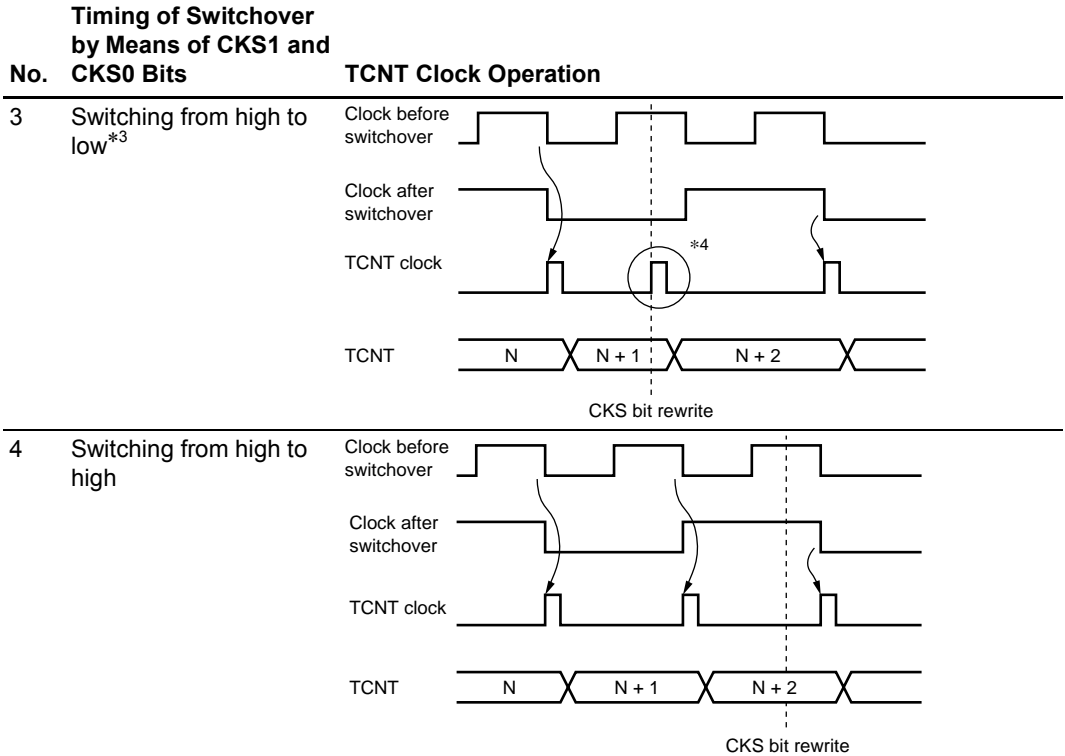 Timing of Switchover
by Means of CKS1 and
No. CKS0 Bits TCNT Clock Operation
3 Switching from high to
low*3
Clock before
switchover
Clock after
switchover
*4
TCNT clock
TCNT N N + 1 N + 2
CKS bit rewrite
4 Switching from high to
high
Clock before
switchover
Clock after
switchover
TCNT clock
TCNT N N + 1 N + 2
CKS bit rewrite